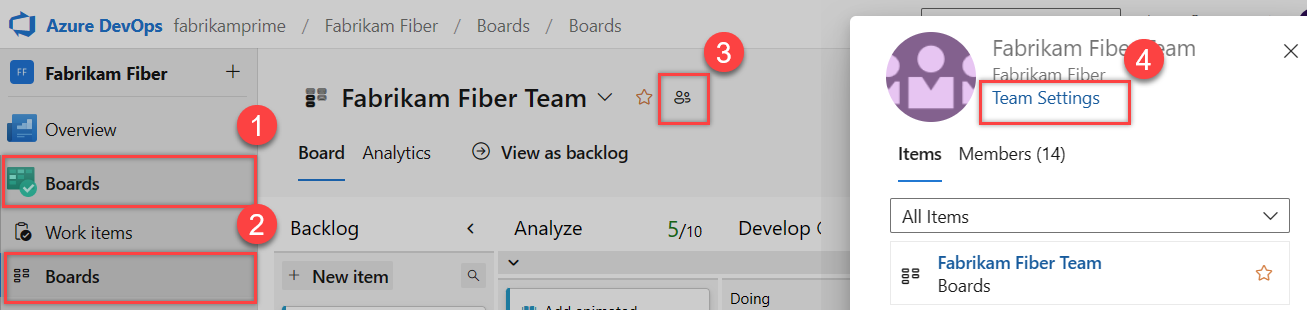 Azure DevOps fabrikamprime / Fabrikam Fiber / Boards / Boards
FF Fabrikam Fiber +
Overview
1
Boards
2
Work items
Boards
Fabrikam Fiber Team
3
Board Analytics View as backlog
Backlog Analyze 5/10 Develop
+ New item
Add animated
Doing
Fabrikam Fiber Team
4
Fabrikam Fiber
Team Settings
Items Members (14)
All Items
Fabrikam Fiber Team
Boards